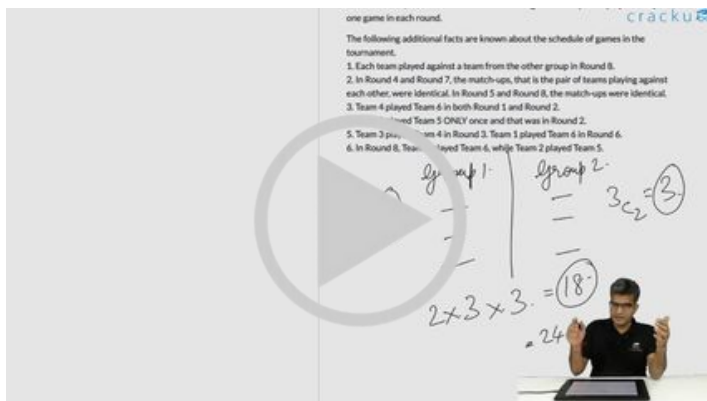 one game in each round.
cracku
The following additional facts are known about the schedule of games in the
tournament.
1. Each team played against a team from the other group in Round 8.
2. In Round 4 and Round 7, the match-ups, that is the pair of teams playing against
each other, were identical. In Round 5 and Round 8, the match-ups were identical.
3. Team 4 played Team 6 in both Round 1 and Round 2.
Team 5 ONLY once and that was in Round 2.
5. Team 3 4 in Round 3. Team 1 played Team 6 in Round 6.
6. In Round 8, played Team 6, while Team 2 played Team 5.
Group 1. Group 2.
3C2 = 3
2 x 3 x 3. = 18
24